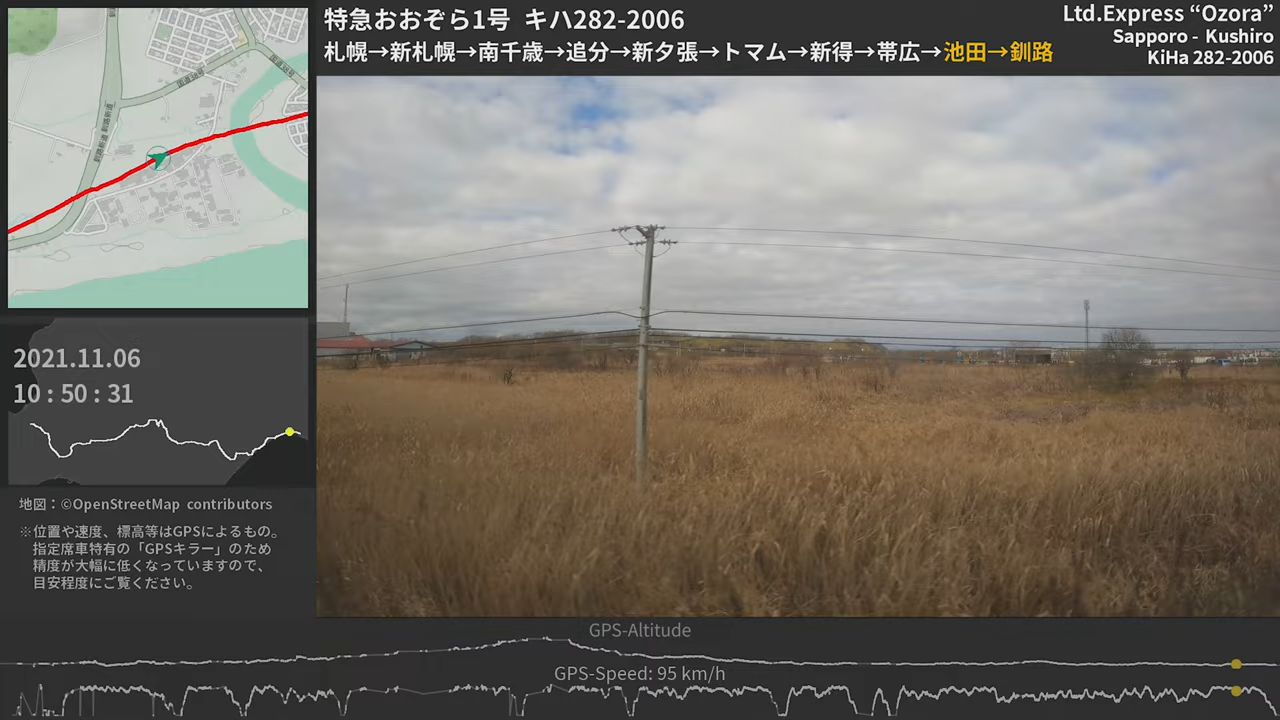 特急おおぞら1号 キハ282-2006
札幌→新札幌→南千歳→追分→新夕張→トマム→新得→帯広→池田→釧路
Ltd.Express “Ozora”
Sapporo - Kushiro
KiHa 282-2006
2021.11.06
10 : 50 : 31
地図：©OpenStreetMap contributors
※位置や速度、標高等はGPSによるもの。
指定席車特有の「GPSキラー」のため
精度が大幅に低くなっていますので、
目安程度にご覧ください。
GPS-Altitude
GPS-Speed: 95 km/h